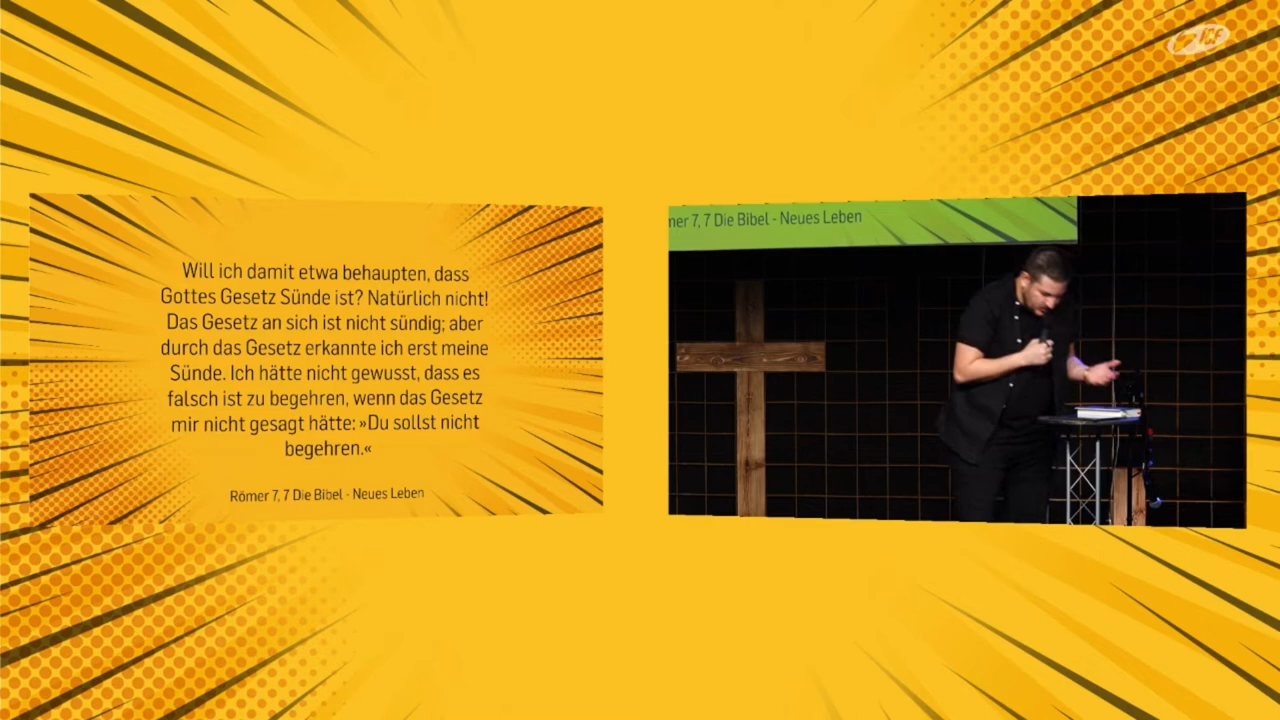 ICF
Will ich damit etwa behaupten, dass
Gottes Gesetz Sünde ist? Natürlich nicht!
Das Gesetz an sich ist nicht sündig; aber
durch das Gesetz erkannte ich erst meine
Sünde. Ich hätte nicht gewusst, dass es
falsch ist zu begehren, wenn das Gesetz
mir nicht gesagt hätte: »Du sollst nicht
begehren.«
Römer 7, 7 Die Bibel - Neues Leben
mer 7, 7 Die Bibel - Neues Leben